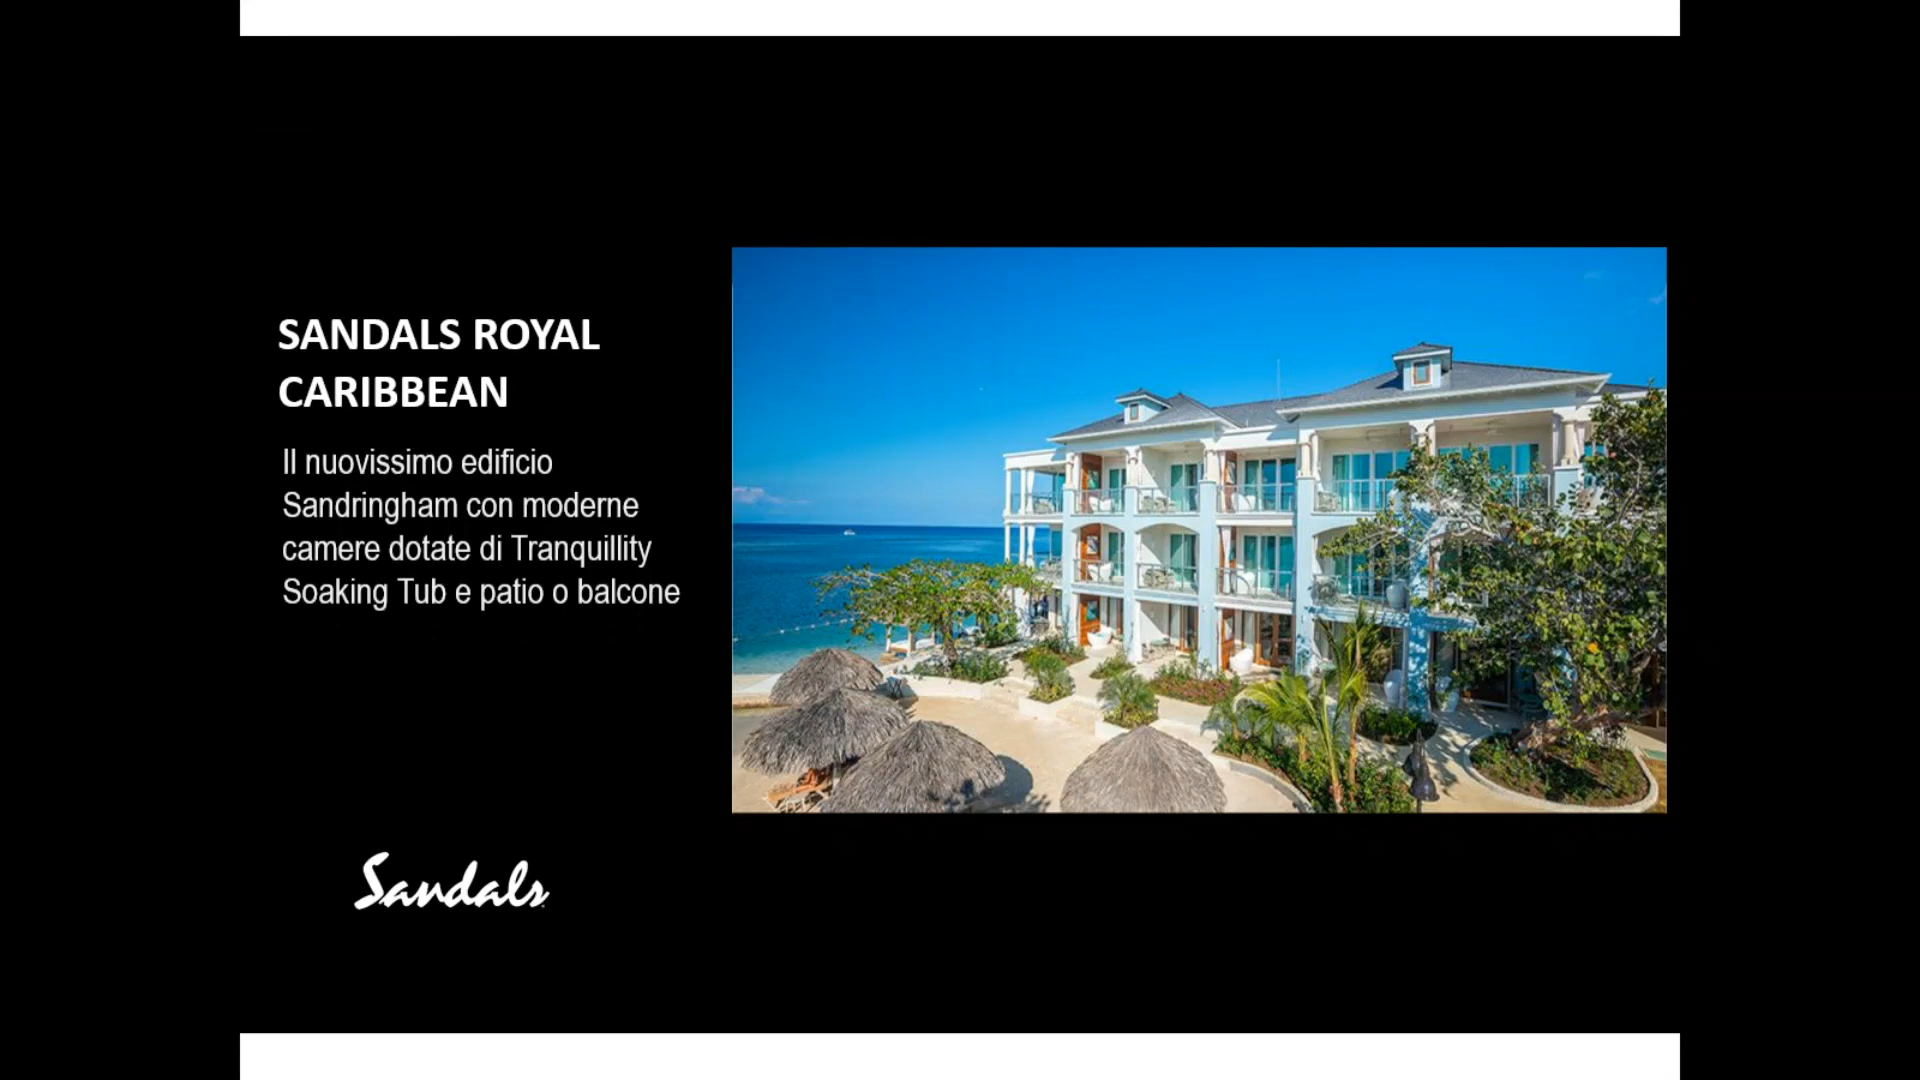 SANDALS ROYAL
CARIBBEAN
Il nuovissimo edificio
Sandringham con moderne
camere dotate di Tranquillity
Soaking Tub e patio o balcone
Sandals